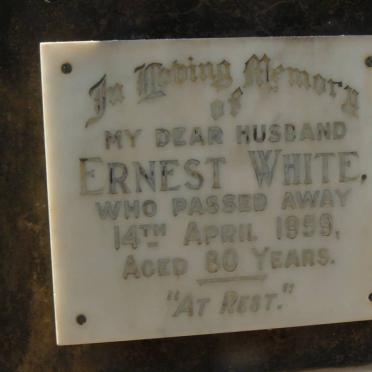 In Loving Memory
of
MY DEAR HUSBAND
ERNEST WHITE,
WHO PASSED AWAY
14TH APRIL 1959,
AGED 80 YEARS.
"AT REST."